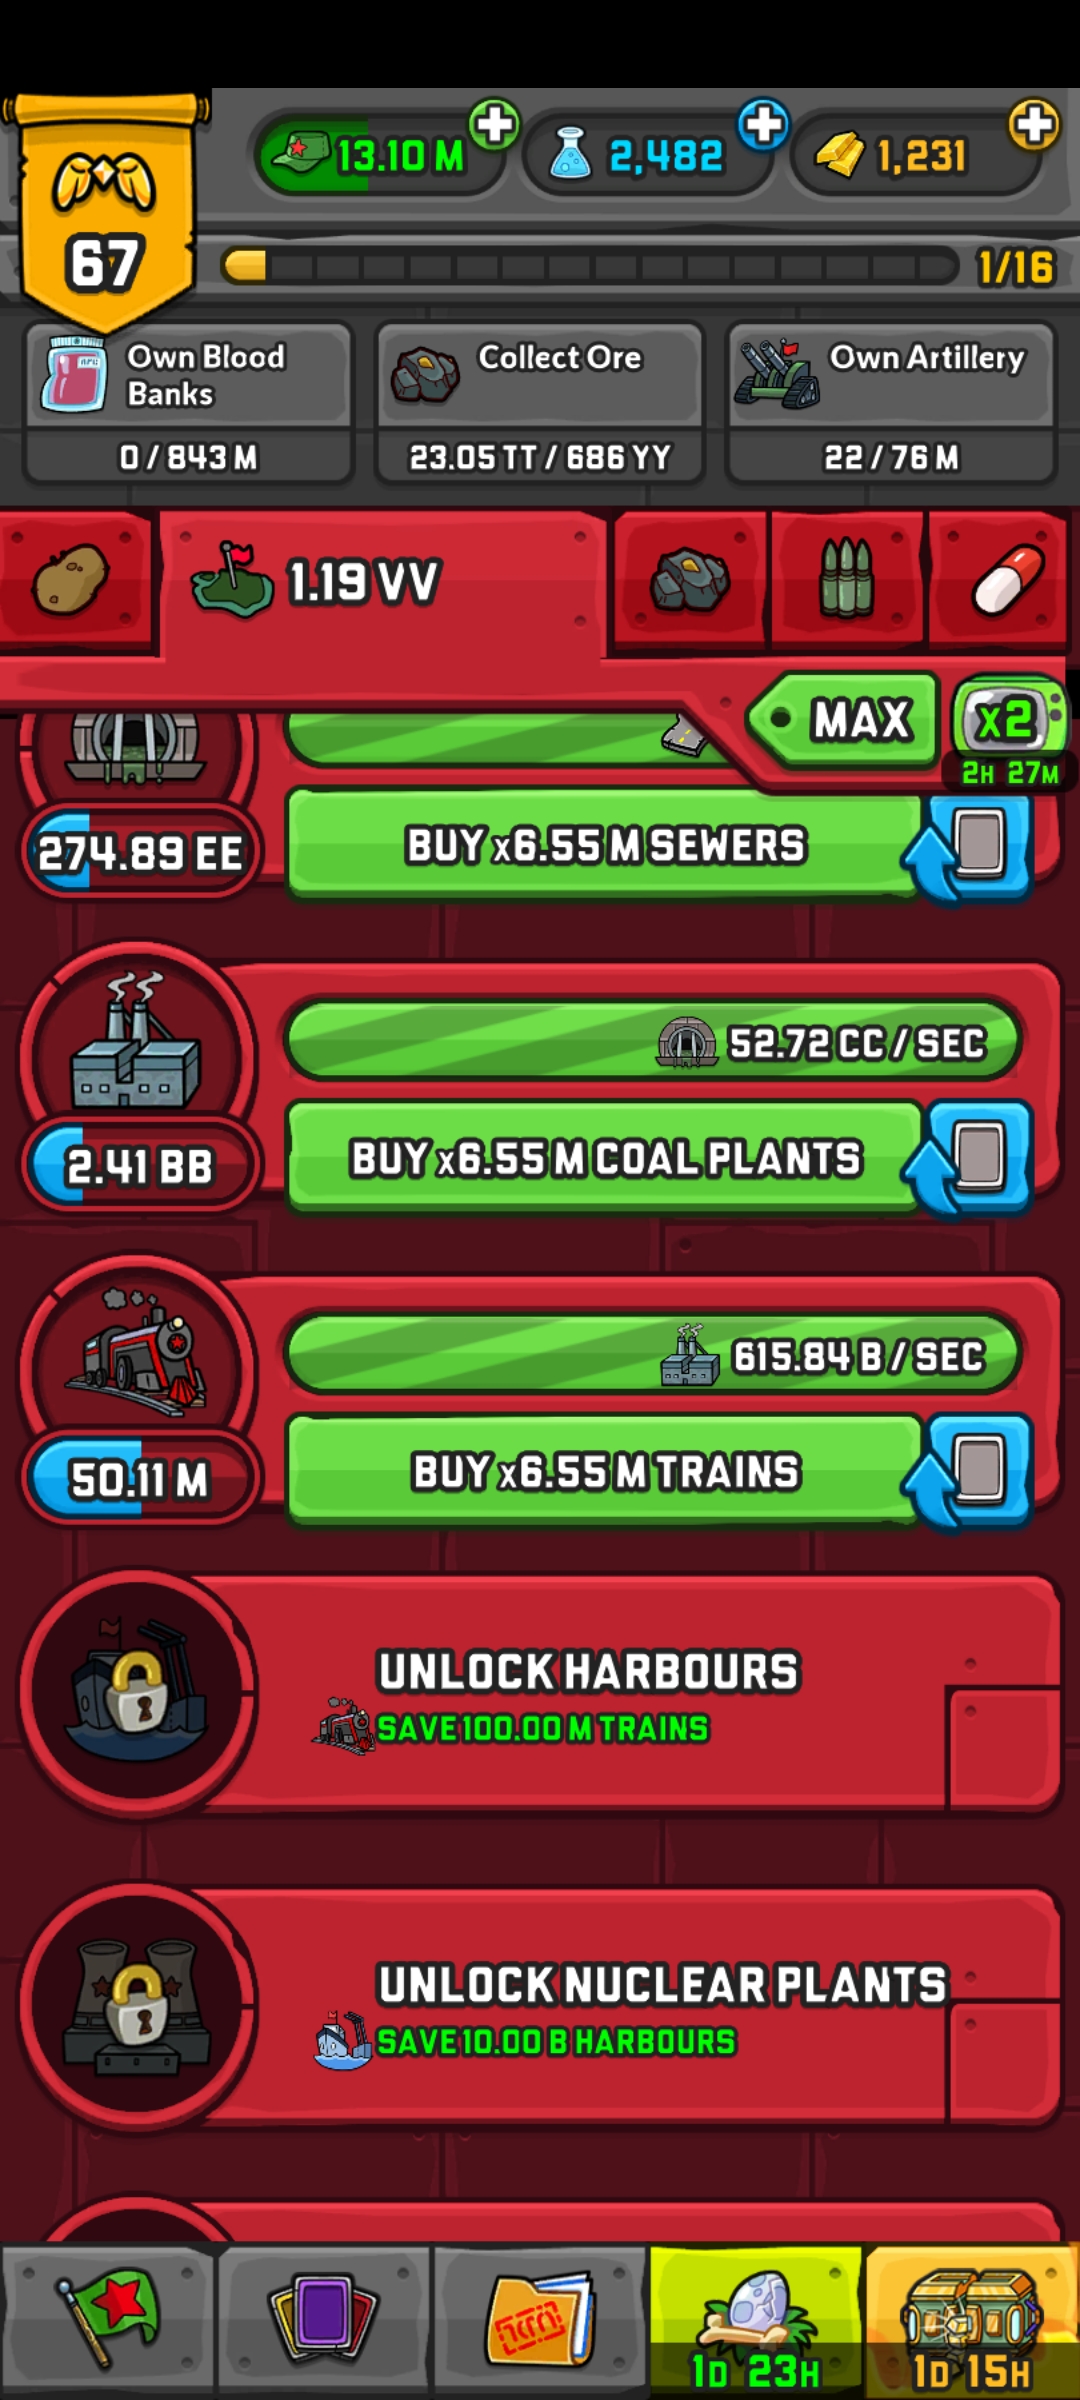 13.10 M
2,482
1,231
67
1/16
Own Blood
Banks
0 / 843 M
Collect Ore
23.05 TT / 686 YY
Own Artillery
22 / 76 M
1.19 VV
MAX
x2
2H 27M
274.89 EE
BUY x6.55 M SEWERS
52.72 CC / SEC
2.41 BB
BUY x6.55 M COAL PLANTS
615.84 B / SEC
50.11 M
BUY x6.55 M TRAINS
UNLOCK HARBOURS
SAVE 100.00 M TRAINS
UNLOCK NUCLEAR PLANTS
SAVE 10.00 B HARBOURS
1D 23H
1D 15H